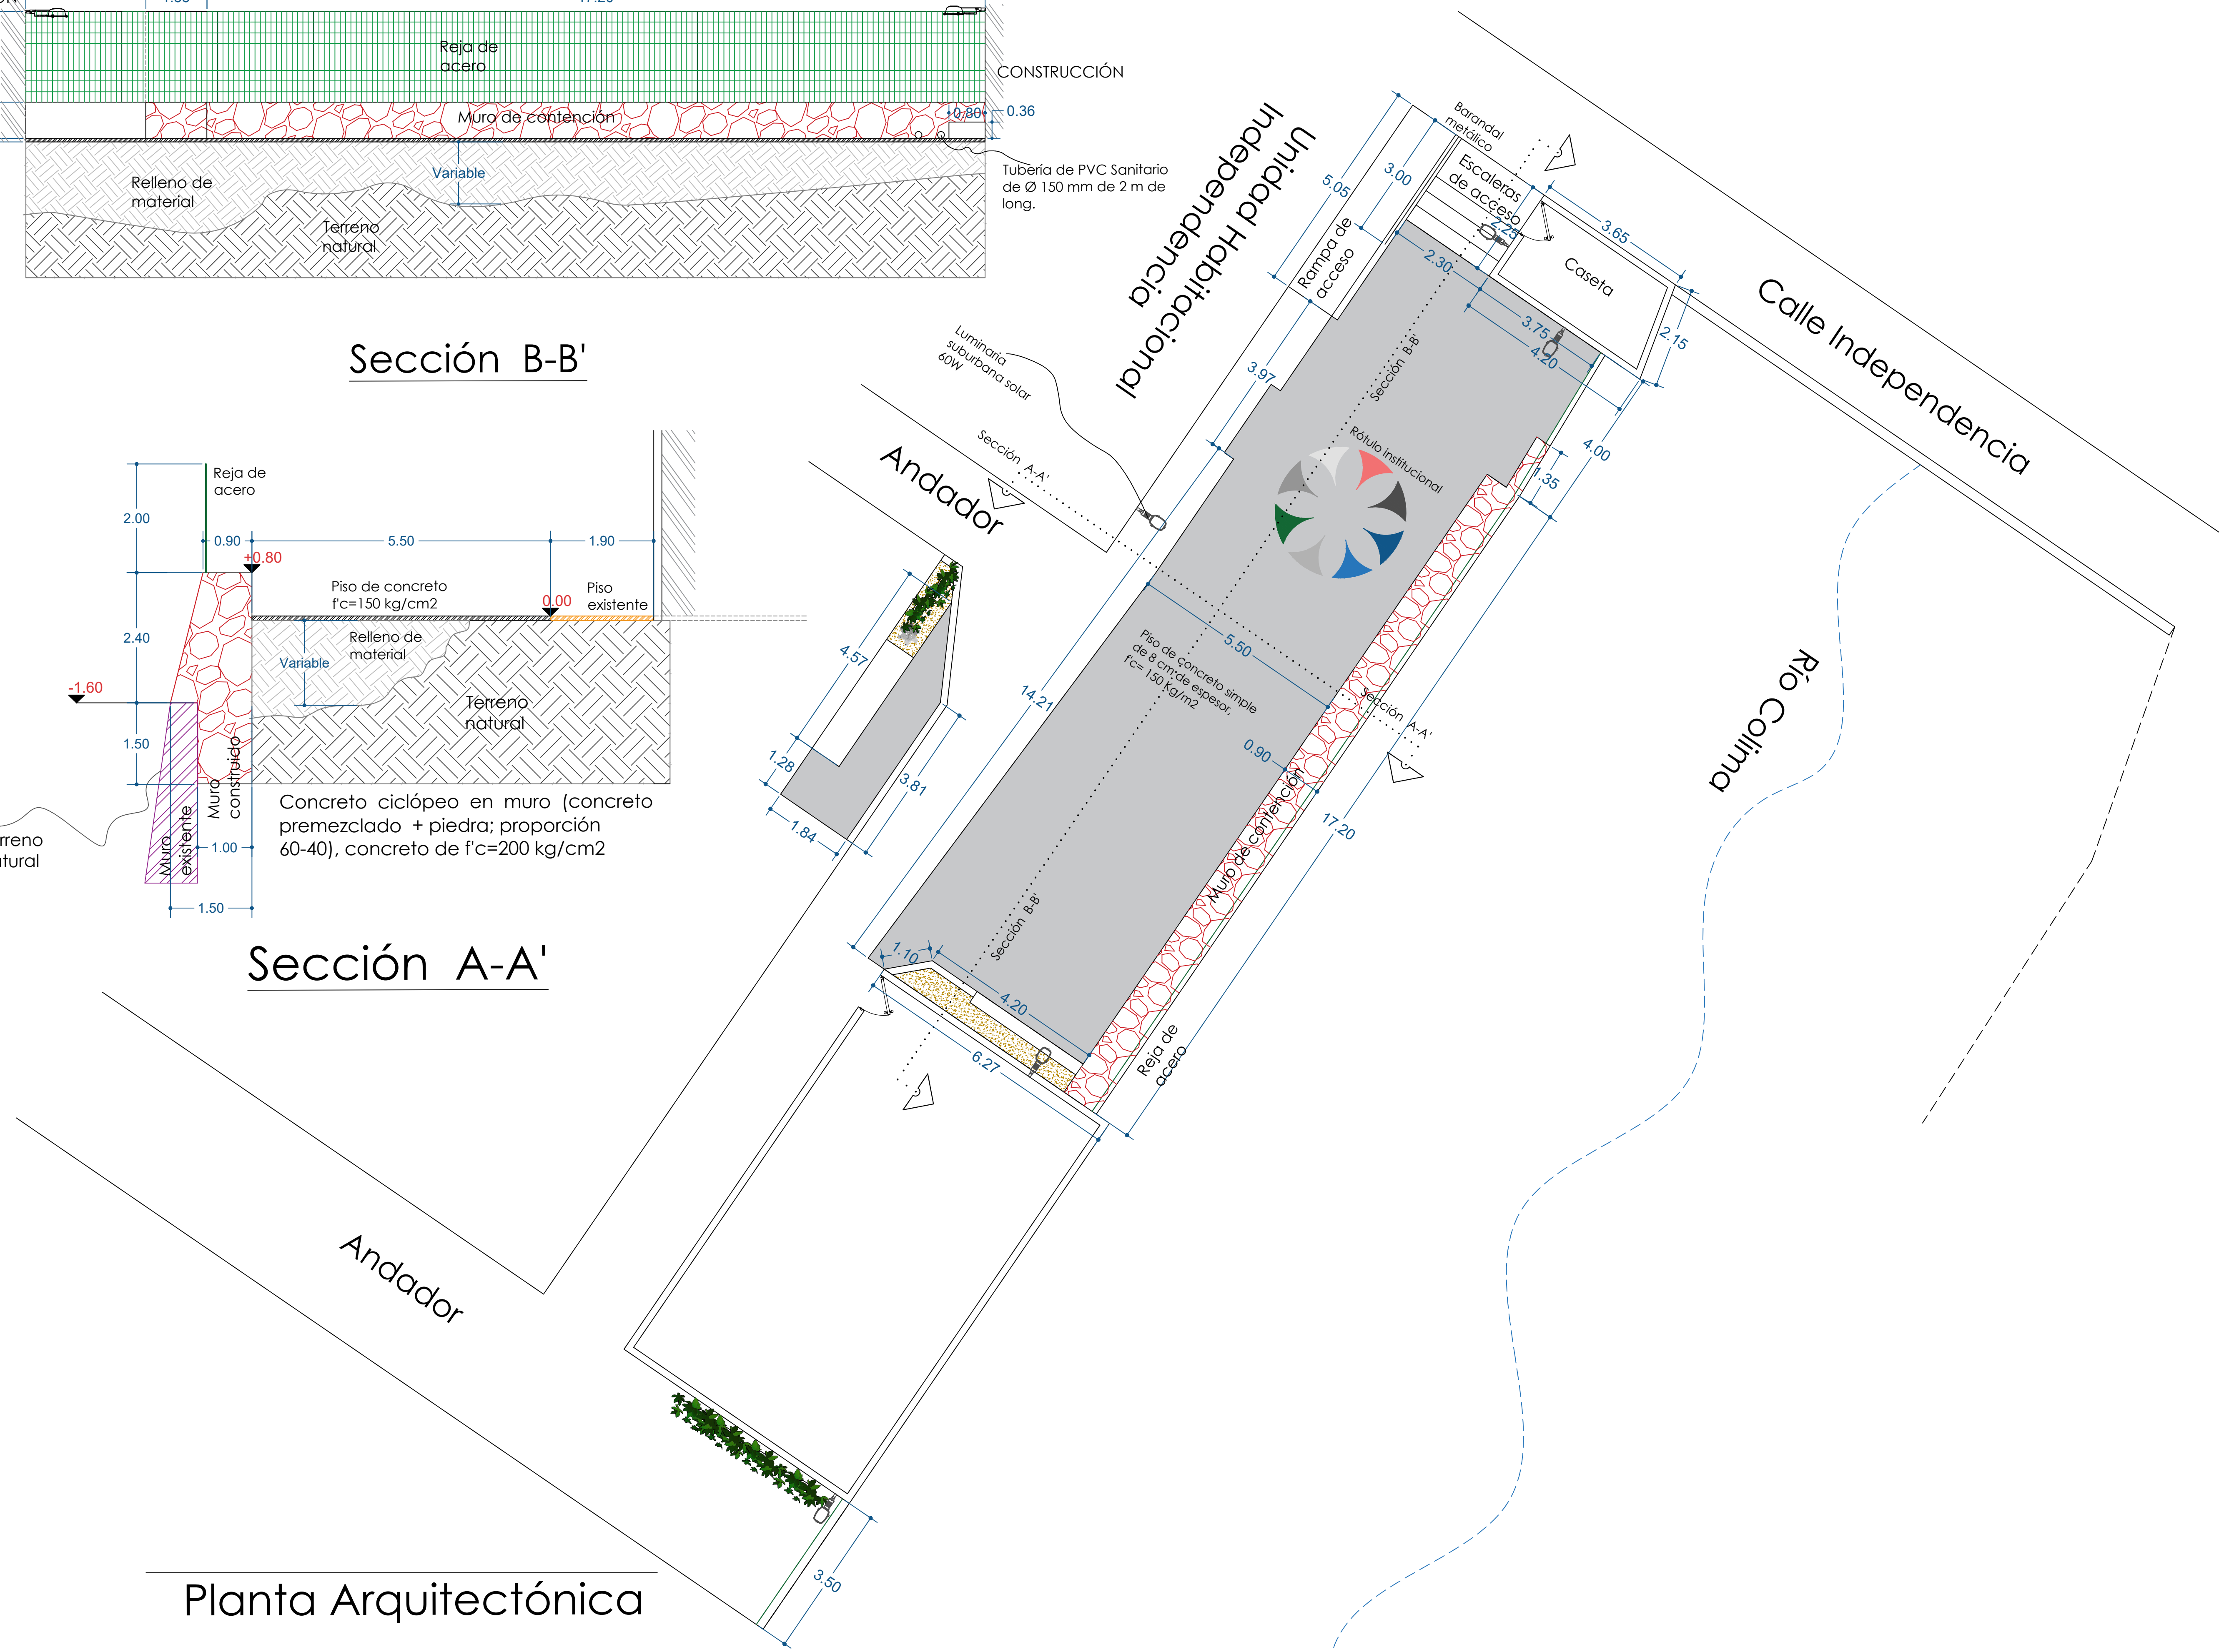 17.20
Reja de
acero
CONSTRUCCIÓN
Muro de contención
0.80
0.36
Variable
Relleno de
material
Terreno
natural
Tubería de PVC Sanitario
de Ø 150 mm de 2 m de
long.
Sección B-B'
Reja de
acero
2.00
0.90
5.50
1.90
+0.80
Piso de concreto
f'c=150 kg/cm2
0.00
Piso
existente
2.40
Relleno de
material
Variable
-1.60
Terreno
natural
1.50
Muro
construido
Muro
existente
1.00
1.50
Concreto ciclópeo en muro (concreto
premezclado + piedra; proporción
60-40), concreto de f'c=200 kg/cm2
Sección A-A'
Unidad Habitacional
Independencia
Barandal
metálico
Escaleras
de acceso
5.05
3.00
2.25
3.65
Rampa de
acceso
2.30
Caseta
Calle Independencia
2.15
3.75
4.20
Luminaria
suburbana solar
60W
3.97
Sección B-B'
Rótulo institucional
4.00
1.35
Andador
Sección A-A'
4.57
1.28
3.81
1.84
5.50
Piso de concreto simple
de 8 cm de espesor,
f'c= 150 Kg/m2
14.21
Sección A-A'
0.90
Muro de contención
17.20
Río Colima
Sección B-B'
1.10
4.20
6.27
Reja de
acero
Andador
3.50
Planta Arquitectónica